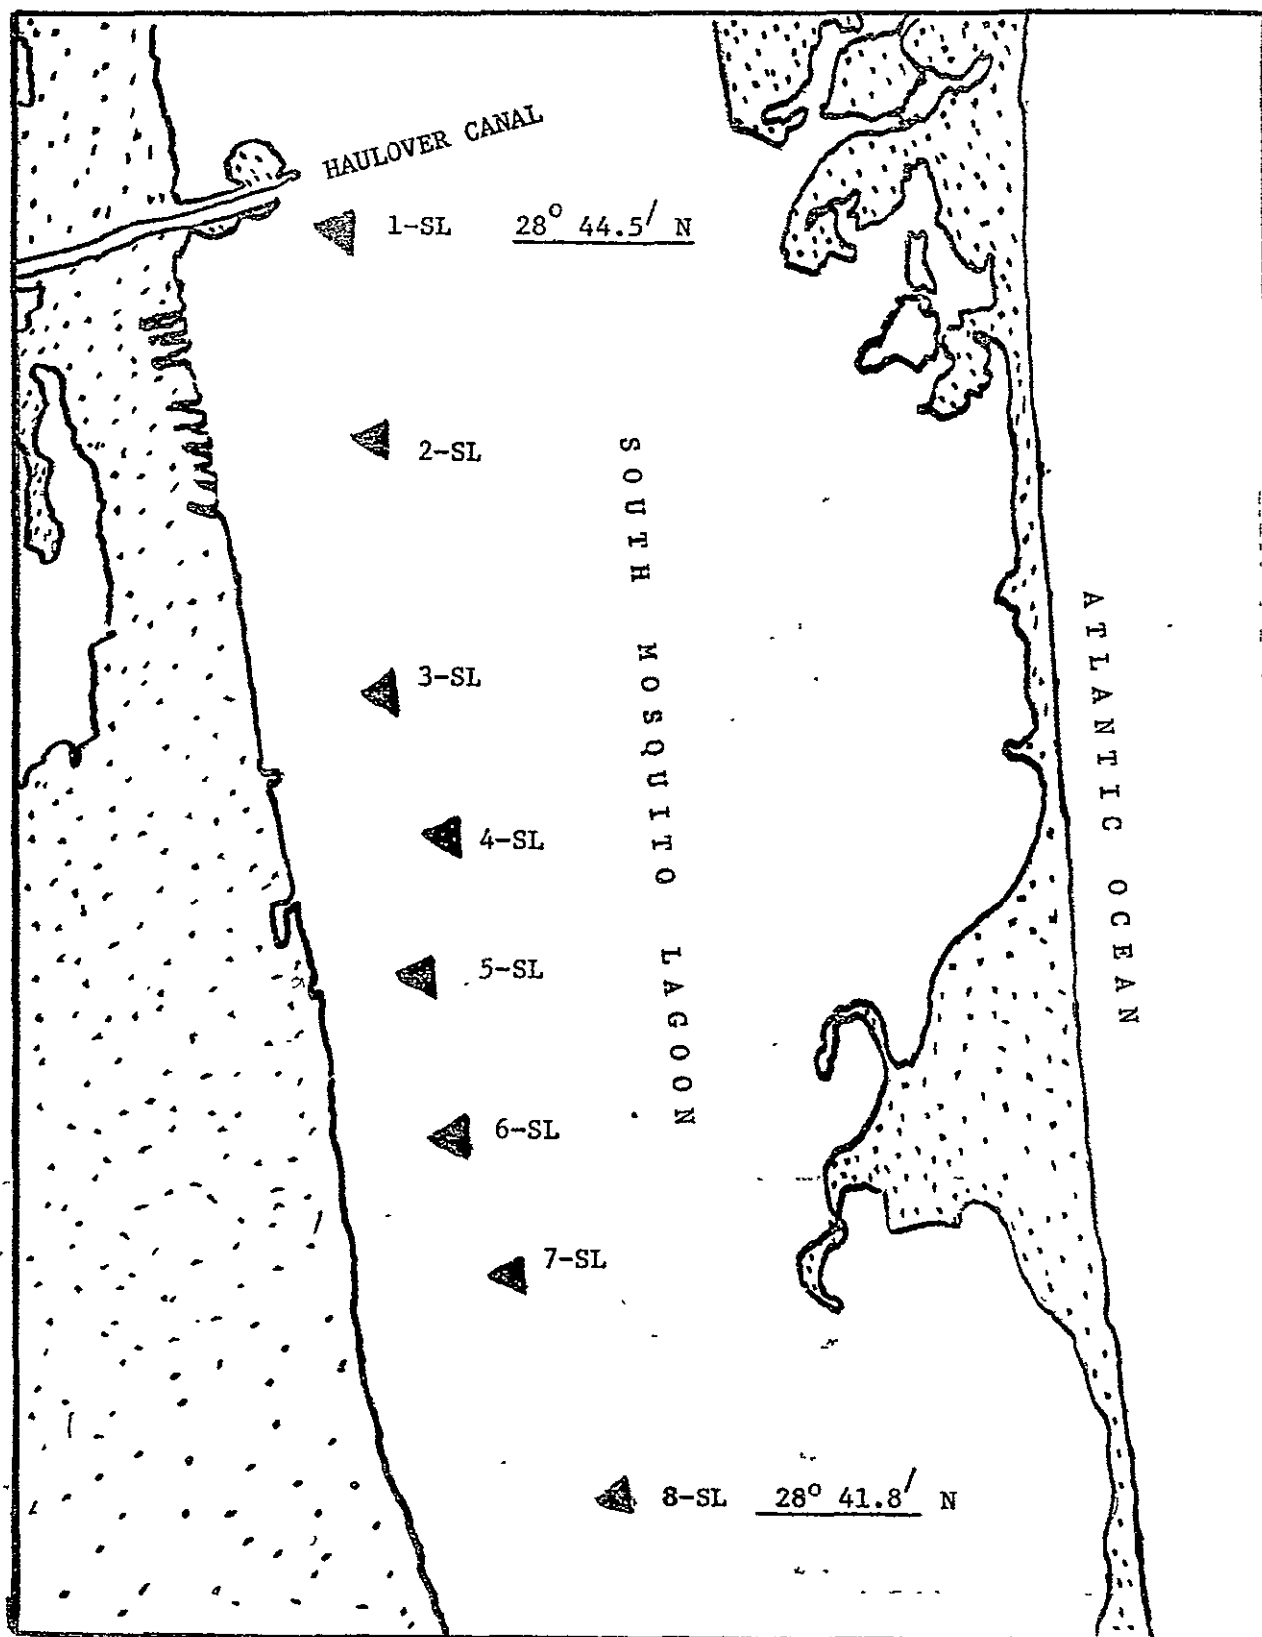 HAULOVER CANAL
1-SL 28° 44.5′ N
2-SL
SOUTH MOSQUITO LAGOON
3-SL
ATLANTIC OCEAN
4-SL
5-SL
6-SL
7-SL
8-SL 28° 41.8′ N